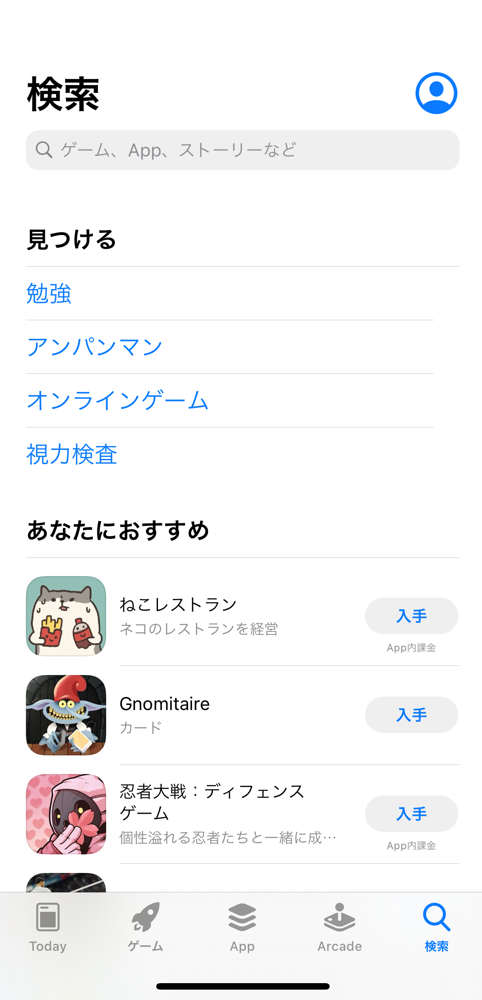 検索
ゲーム、App、ストーリーなど
見つける
勉強
アンパンマン
オンラインゲーム
視力検査
あなたにおすすめ
ねこレストラン
ネコのレストランを経営
入手
App内課金
Gnomitaire
カード
入手
忍者大戦：ディフェンス
ゲーム
個性溢れる忍者たちと一緒に成…
入手
App内課金
Today
ゲーム
App
Arcade
検索